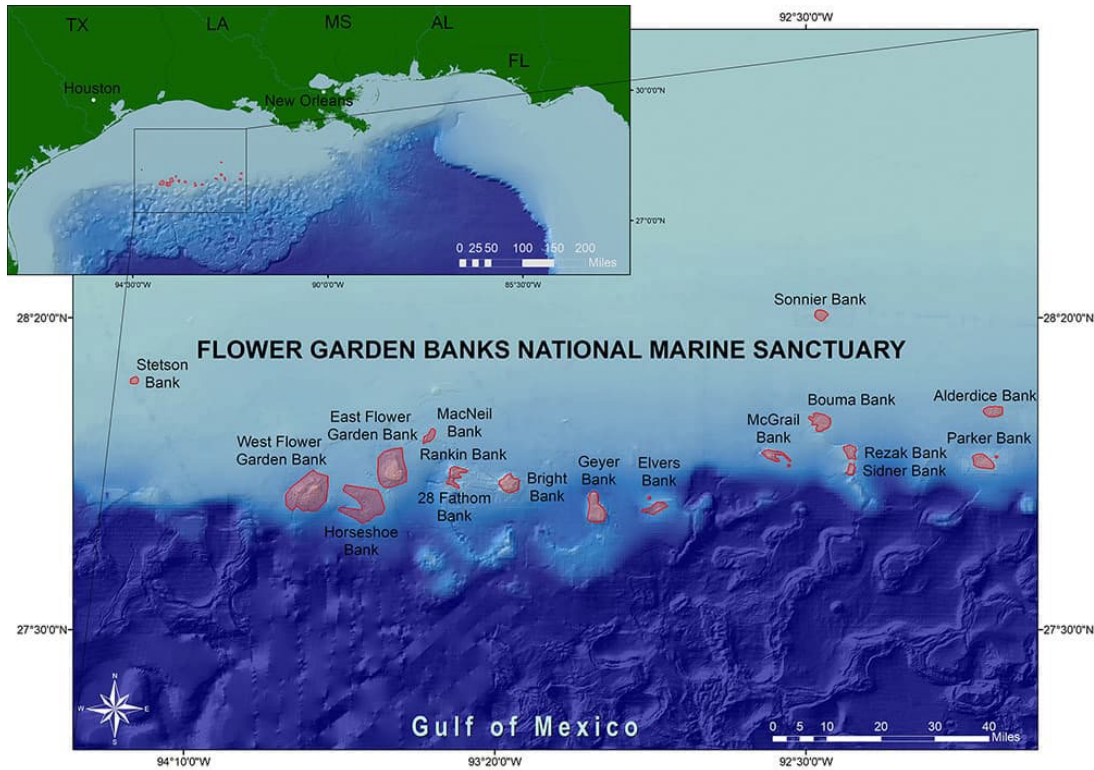 92°30'0"W
TX
LA
MS
AL
FL
Houston
New Orleans
30°0'0"N
27°0'0"N
0 25 50 100 150 200
Miles
94°30'0"W
90°0'0"W
85°30'0"W
28°20'0"N
28°20'0"N
Sonnier Bank
FLOWER GARDEN BANKS NATIONAL MARINE SANCTUARY
Stetson
Bank
Alderdice Bank
Bouma Bank
MacNeil
Bank
East Flower
Garden Bank
McGrail
Bank
Parker Bank
West Flower
Garden Bank
Rankin Bank
Rezak Bank
Sidner Bank
Geyer
Bank
Elvers
Bank
Bright
Bank
28 Fathom
Bank
Horseshoe
Bank
27°30'0"N
27°30'0"N
N
W
E
S
Gulf of Mexico
0 5 10 20 30 40
Miles
94°10'0"W
93°20'0"W
92°30'0"W